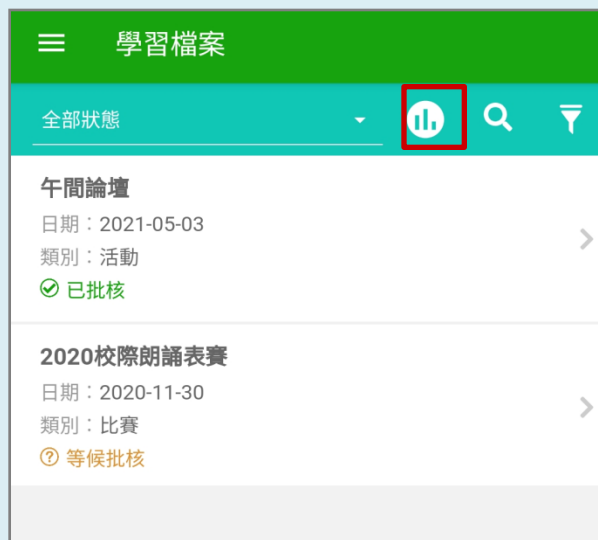 學習檔案
全部狀態
午間論壇
日期：2021-05-03
類別：活動
已批核
2020校際朗誦表賽
日期：2020-11-30
類別：比賽
等候批核